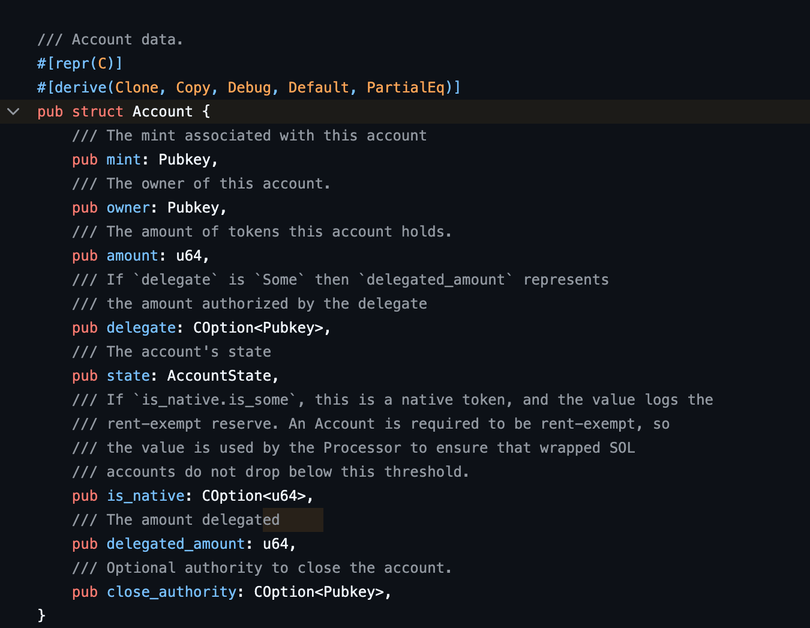 /// Account data.
#[repr(C)]
#[derive(Clone, Copy, Debug, Default, PartialEq)]
pub struct Account {
/// The mint associated with this account
pub mint: Pubkey,
/// The owner of this account.
pub owner: Pubkey,
/// The amount of tokens this account holds.
pub amount: u64,
/// If `delegate` is `Some` then `delegated_amount` represents
/// the amount authorized by the delegate
pub delegate: COption<Pubkey>,
/// The account's state
pub state: AccountState,
/// If `is_native.is_some`, this is a native token, and the value logs the
/// rent-exempt reserve. An Account is required to be rent-exempt, so
/// the value is used by the Processor to ensure that wrapped SOL
/// accounts do not drop below this threshold.
pub is_native: COption<u64>,
/// The amount delegated
pub delegated_amount: u64,
/// Optional authority to close the account.
pub close_authority: COption<Pubkey>,
}